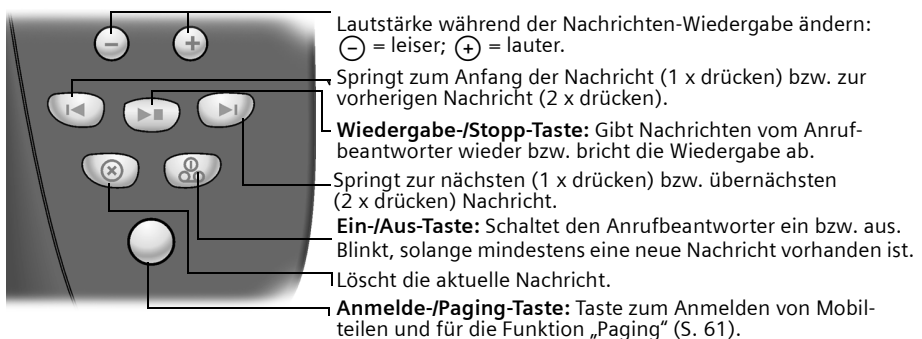 Lautstärke während der Nachrichten-Wiedergabe ändern:
– = leiser; + = lauter.
Springt zum Anfang der Nachricht (1 x drücken) bzw. zur
vorherigen Nachricht (2 x drücken).
Wiedergabe-/Stopp-Taste: Gibt Nachrichten vom Anruf-
beantworter wieder bzw. bricht die Wiedergabe ab.
Springt zur nächsten (1 x drücken) bzw. übernächsten
(2 x drücken) Nachricht.
Ein-/Aus-Taste: Schaltet den Anrufbeantworter ein bzw. aus.
Blinkt, solange mindestens eine neue Nachricht vorhanden ist.
Löscht die aktuelle Nachricht.
Anmelde-/Paging-Taste: Taste zum Anmelden von Mobil-
teilen und für die Funktion „Paging“ (S. 61).